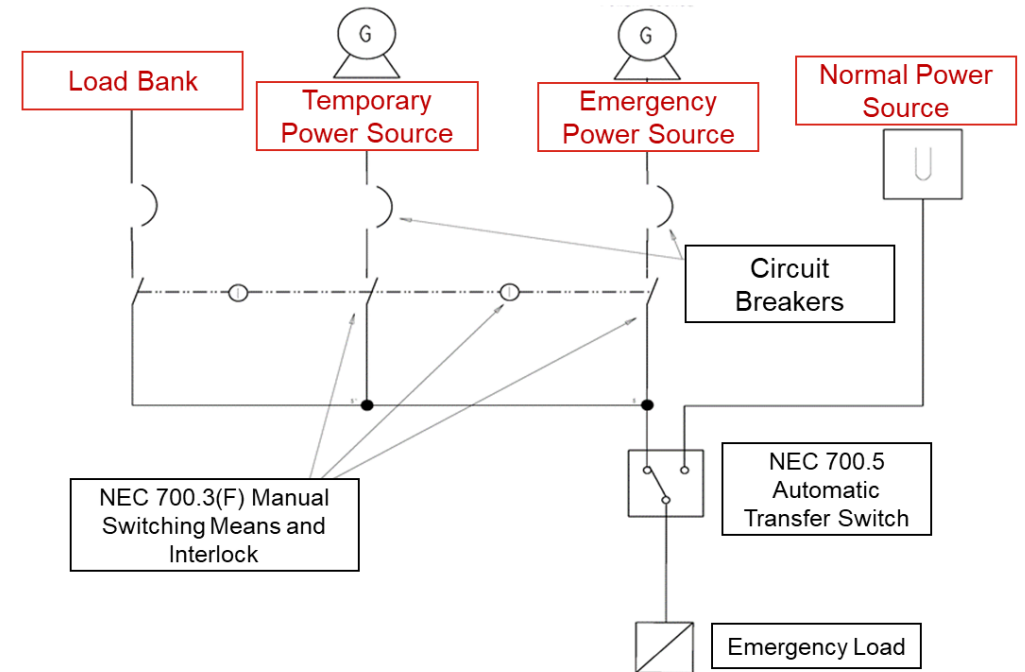 G
G
Load Bank
Temporary
Power Source
Emergency
Power Source
Normal Power
Source
U
Circuit
Breakers
NEC 700.3(F) Manual
Switching Means and
Interlock
NEC 700.5
Automatic
Transfer Switch
Emergency Load